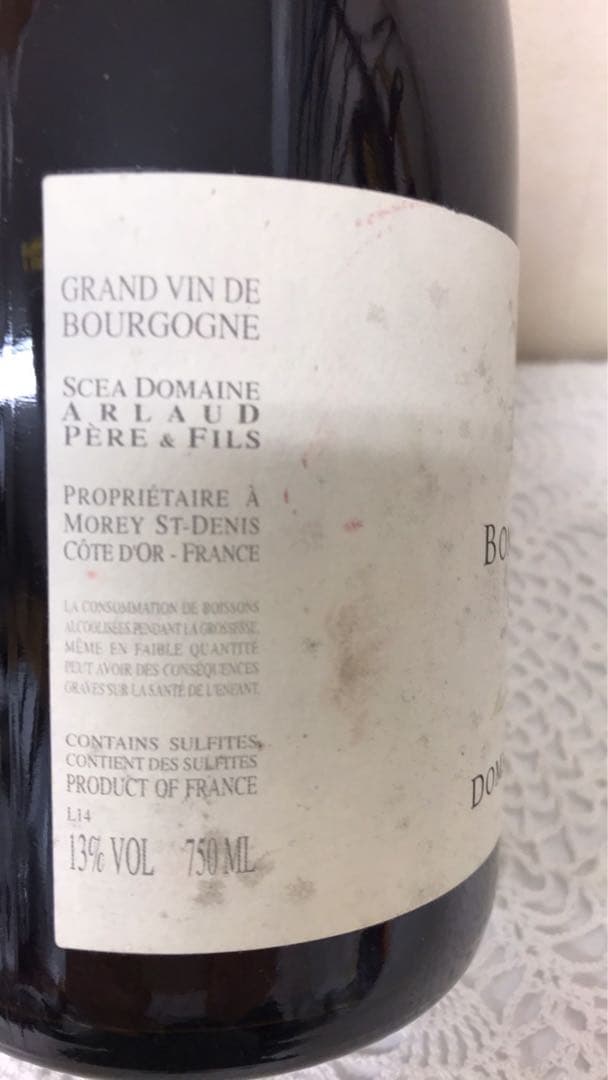 GRAND VIN DE
BOURGOGNE
SCEA DOMAINE
ARLAUD
PÈRE & FILS
PROPRIÉTAIRE À
MOREY ST-DENIS
CÔTE D'OR - FRANCE
LA CONSOMMATION DE BOISSONS
ALCOOLISÉES PENDANT LA GROSSESSE,
MÊME EN FAIBLE QUANTITÉ
PEUT AVOIR DES CONSÉQUENCES
GRAVES SUR LA SANTÉ DE L'ENFANT.
CONTAINS SULFITES,
CONTIENT DES SULFITES
PRODUCT OF FRANCE
L14
13% VOL 750 ML
BO
DOM